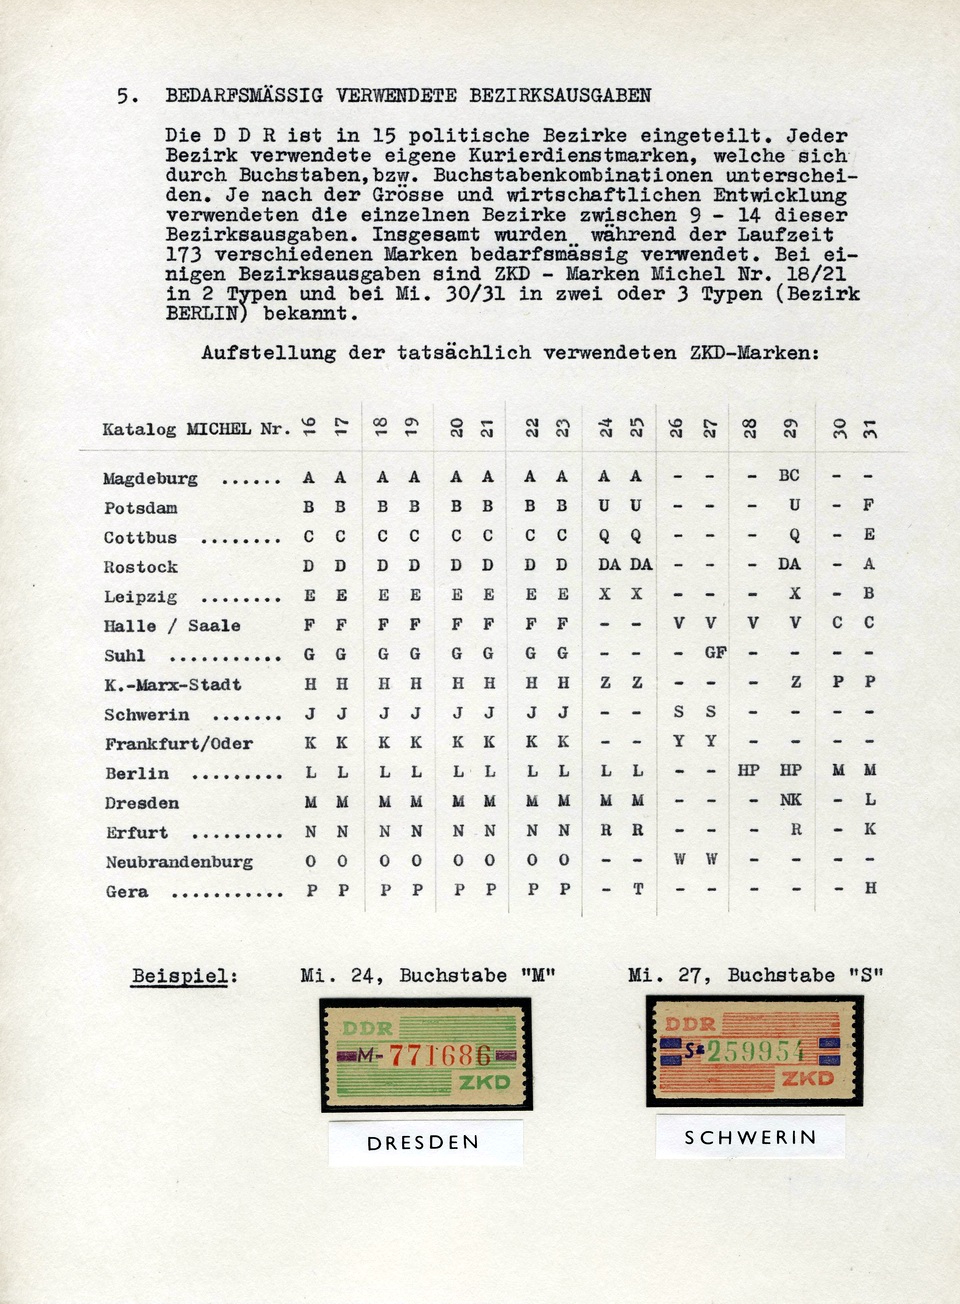 5. BEDARFSMÄSSIG VERWENDETE BEZIRKSAUSGABEN
Die D D R ist in 15 politische Bezirke eingeteilt. Jeder
Bezirk verwendete eigene Kurierdienstmarken, welche sich
durch Buchstaben,bzw. Buchstabenkombinationen unterschei-
den. Je nach der Grösse und wirtschaftlichen Entwicklung
verwendeten die einzelnen Bezirke zwischen 9 - 14 dieser
Bezirksausgaben. Insgesamt wurden während der Laufzeit
173 verschiedenen Marken bedarfsmässig verwendet. Bei ei-
nigen Bezirksausgaben sind ZKD - Marken Michel Nr. 18/21
in 2 Typen und bei Mi. 30/31 in zwei oder 3 Typen (Bezirk
BERLIN) bekannt.
Aufstellung der tatsächlich verwendeten ZKD-Marken:
Katalog MICHEL Nr. 16 17 18 19 20 21 22 23 24 25 26 27 28 29 30 31
Magdeburg ...... A A A A A A A A A A - - - BC - -
Potsdam B B B B B B B B U U - - - U - F
Cottbus ........ C C C C C C C C Q Q - - - Q - E
Rostock D D D D D D D D DA DA - - - DA - A
Leipzig ........ E E E E E E E E X X - - - X - B
Halle / Saale F F F F F F F F - - V V V V C C
Suhl ........... G G G G G G G G - - - GF - - - -
K.-Marx-Stadt H H H H H H H H Z Z - - - Z P P
Schwerin ....... J J J J J J J J - - S S - - - -
Frankfurt/Oder K K K K K K K K - - Y Y - - - -
Berlin ......... L L L L L L L L L L - - HP HP M M
Dresden M M M M M M M M M M - - - NK - L
Erfurt ......... N N N N N N N N R R - - - R - K
Neubrandenburg O O O O O O O O - - W W - - - -
Gera ........... P P P P P P P P - T - - - - - H
Beispiel: Mi. 24, Buchstabe "M" Mi. 27, Buchstabe "S"
DDR
M-771686
ZKD
DDR
S*259954
ZKD
DRESDEN
SCHWERIN